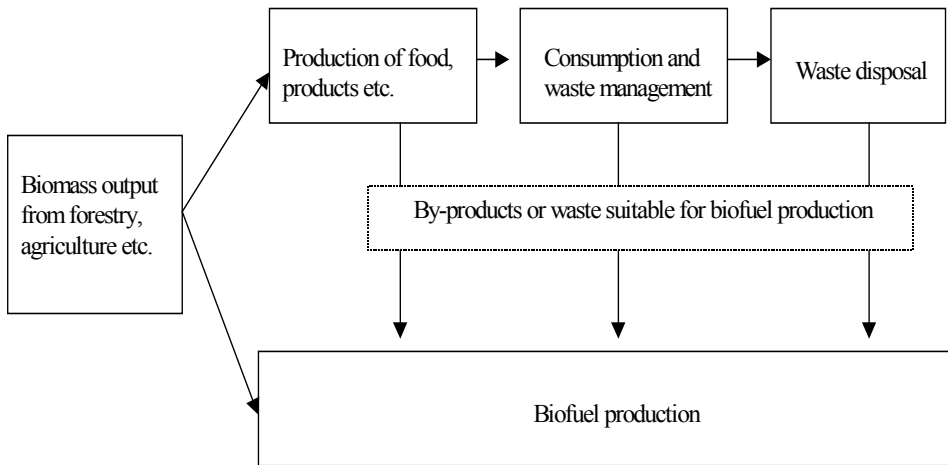 Production of food,
products etc.
Consumption and
waste management
Waste disposal
Biomass output
from forestry,
agriculture etc.
By-products or waste suitable for biofuel production
Biofuel production